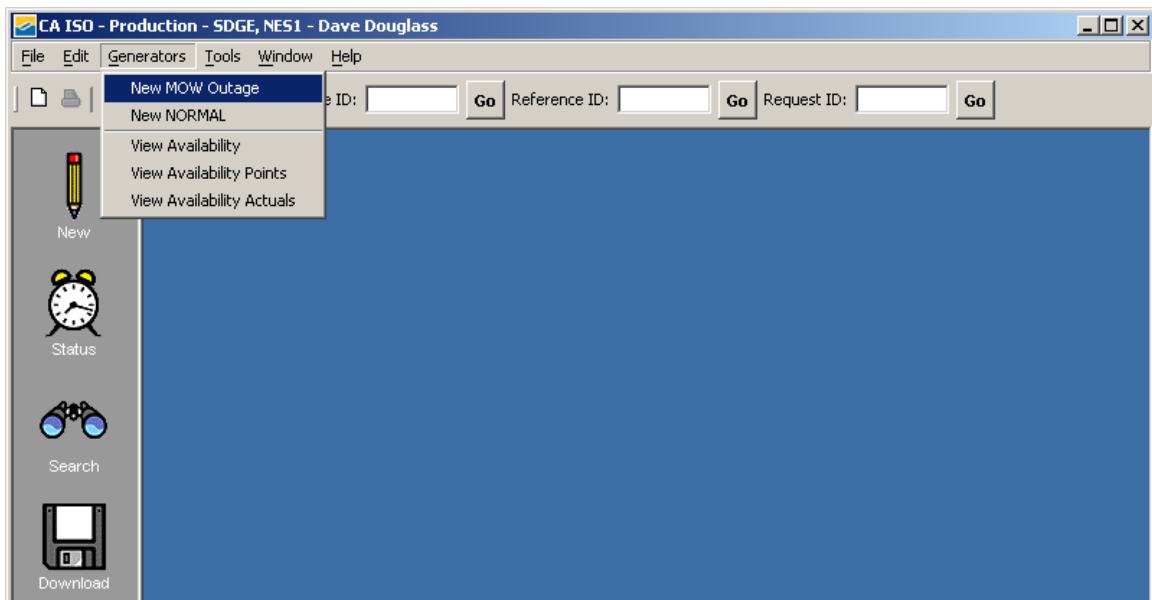 CA ISO - Production - SDGE, NES1 - Dave Douglass
File Edit Generators Tools Window Help
ID: Go Reference ID: Go Request ID: Go
New MOW Outage
New NORMAL
View Availability
View Availability Points
View Availability Actuals
New
Status
Search
Download